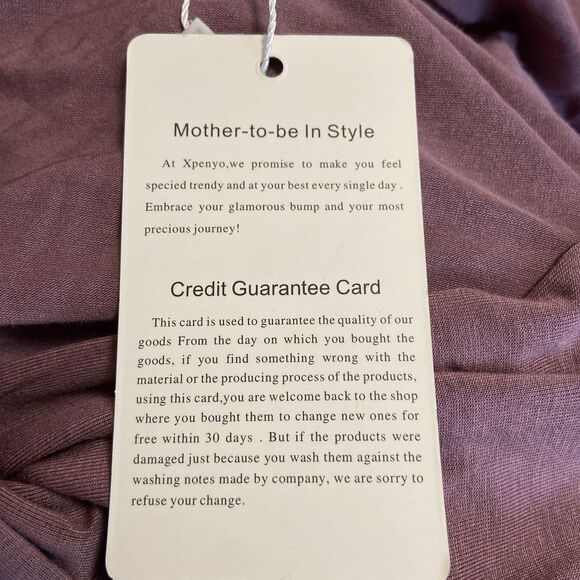 Mother-to-be In Style
At Xpenyo,we promise to make you feel
specied trendy and at your best every single day .
Embrace your glamorous bump and your most
precious journey!
Credit Guarantee Card
This card is used to guarantee the quality of our
goods From the day on which you bought the
goods, if you find something wrong with the
material or the producing process of the products,
using this card,you are welcome back to the shop
where you bought them to change new ones for
free within 30 days . But if the products were
damaged just because you wash them against the
washing notes made by company, we are sorry to
refuse your change.